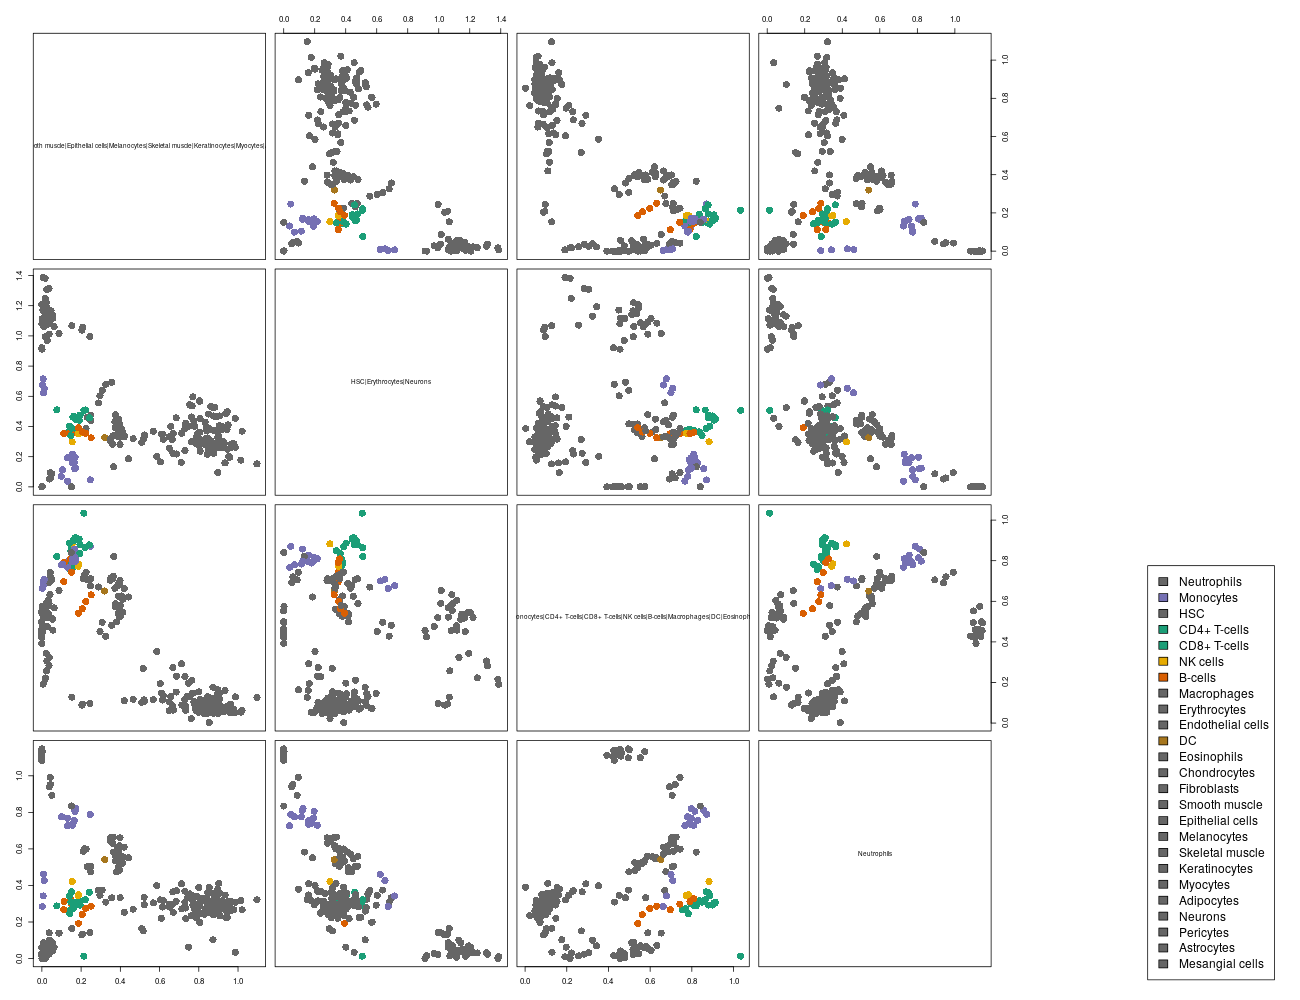 0.0 0.2 0.4 0.6 0.8 1.0 1.2 1.4
0.0 0.2 0.4 0.6 0.8 1.0
oth muscle|Epithelial cells|Melanocytes|Skeletal muscle|Keratinocytes|Myocytes|
0.0 0.2 0.4 0.6 0.8 1.0
0.0 0.2 0.4 0.6 0.8 1.0 1.2 1.4
HSC|Erythrocytes|Neurons
onocytes|CD4+ T-cells|CD8+ T-cells|NK cells|B-cells|Macrophages|DC|Eosinoph
0.0 0.2 0.4 0.6 0.8 1.0
0.0 0.2 0.4 0.6 0.8 1.0
Neutrophils
0.0 0.2 0.4 0.6 0.8 1.0
0.0 0.2 0.4 0.6 0.8 1.0
Neutrophils
Monocytes
HSC
CD4+ T-cells
CD8+ T-cells
NK cells
B-cells
Macrophages
Erythrocytes
Endothelial cells
DC
Eosinophils
Chondrocytes
Fibroblasts
Smooth muscle
Epithelial cells
Melanocytes
Skeletal muscle
Keratinocytes
Myocytes
Adipocytes
Neurons
Pericytes
Astrocytes
Mesangial cells